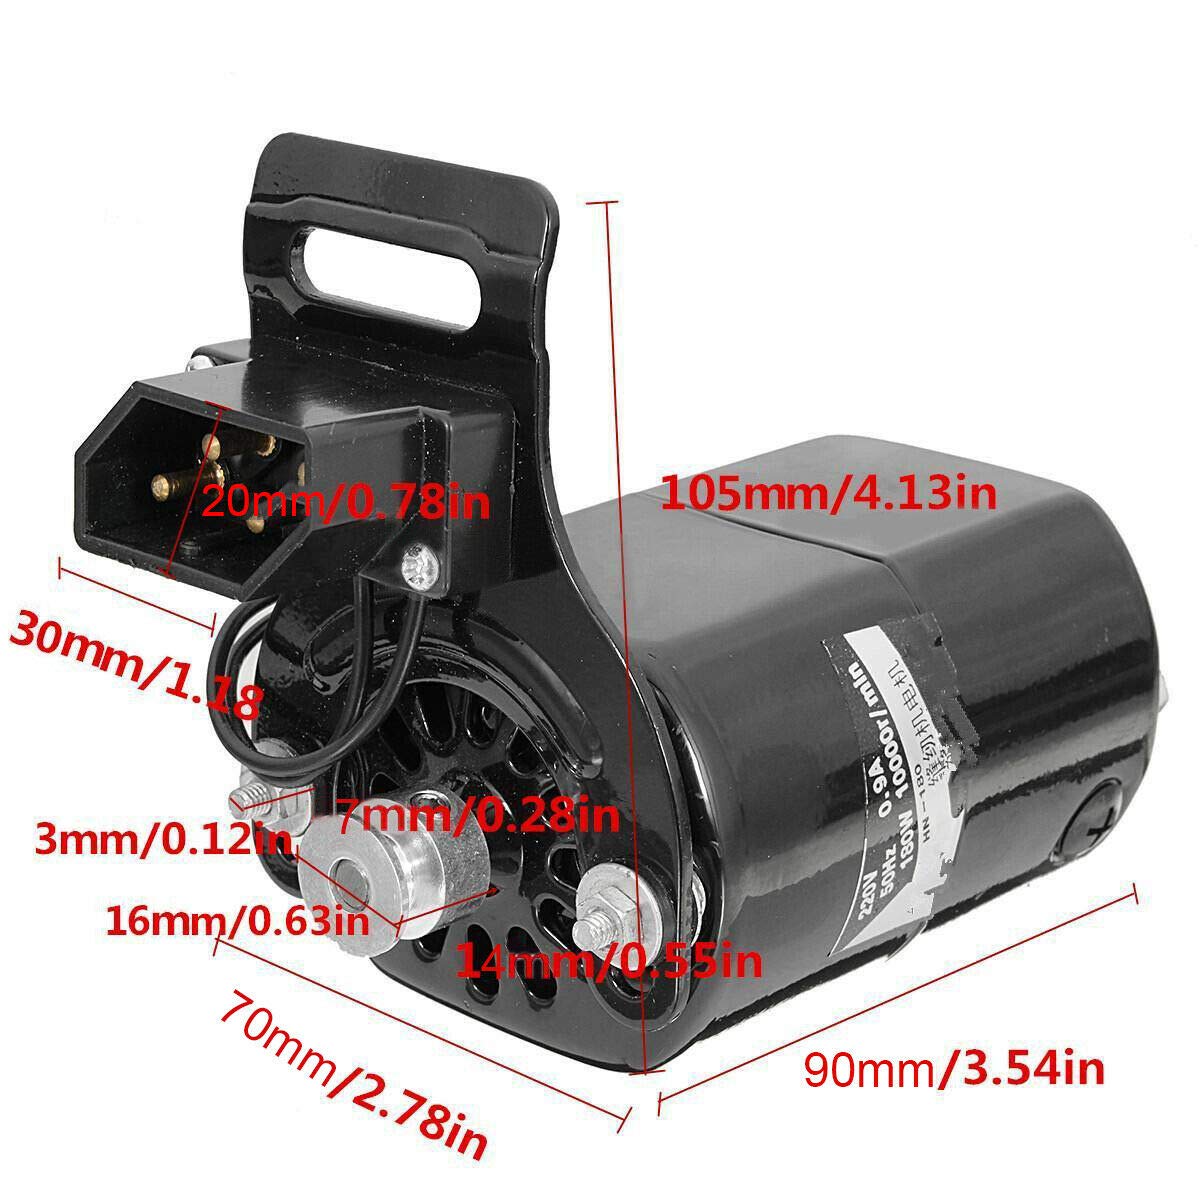 105mm/4.13in
20mm/0.78in
30mm/1.18
7mm/0.28in
3mm/0.12in
16mm/0.63in
14mm/0.55in
70mm/2.78in
90mm/3.54in
220V 0.9A
50Hz 10000r/min
180W
HN-180
缝纫机电机